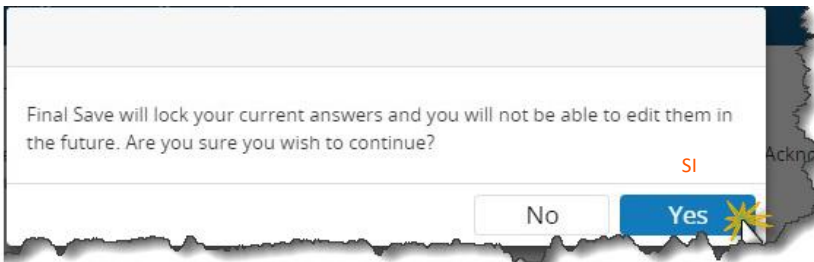 Final Save will lock your current answers and you will not be able to edit them in
the future. Are you sure you wish to continue?
SI
No
Yes